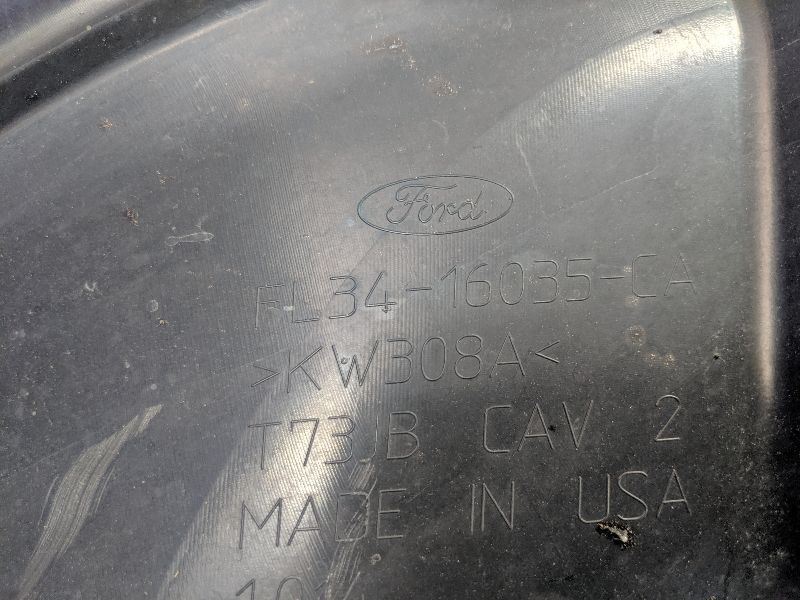 Ford
FL34-16035-CA
>KW308A<
T73JB CAV 2
MADE IN USA